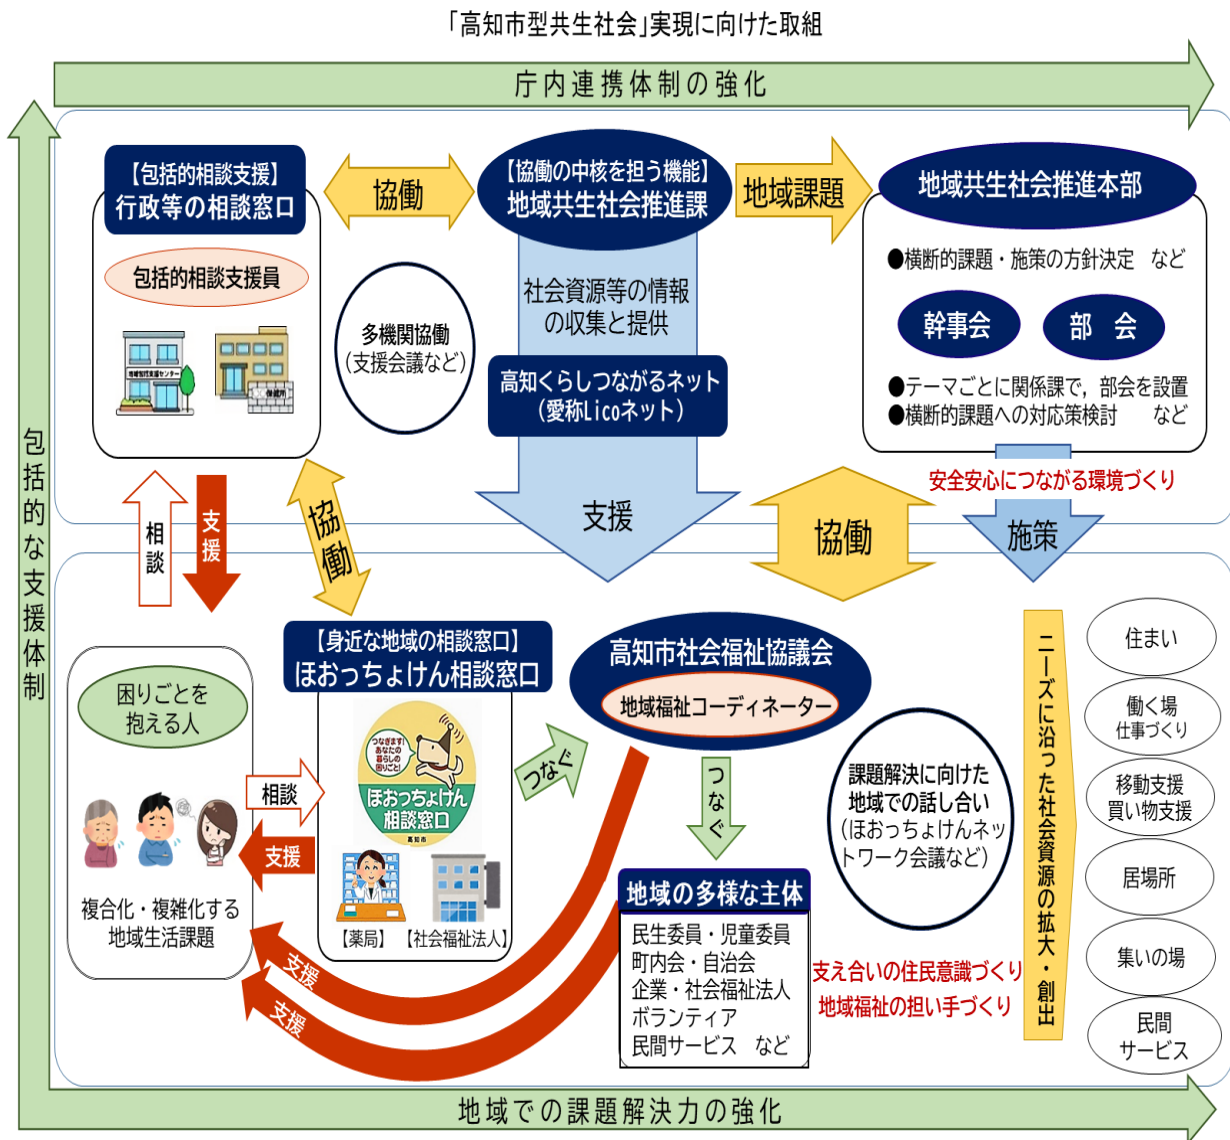 「高知市型共生社会」実現に向けた取組
庁内連携体制の強化
包括的な支援体制
【包括的相談支援】
行政等の相談窓口
包括的相談支援員
地域包括支援センター
保健所
協働
【協働の中核を担う機能】
地域共生社会推進課
地域課題
地域共生社会推進本部
●横断的課題・施策の方針決定　など
幹事会
部　会
●テーマごとに関係課で，部会を設置
●横断的課題への対応策検討　など
多機関協働
（支援会議など）
社会資源等の情報
の収集と提供
高知くらしつながるネット
（愛称Licoネット）
支援
安全安心につながる環境づくり
施策
協働
相談
支援
協働
困りごとを
抱える人
複合化・複雑化する
地域生活課題
相談
支援
【身近な地域の相談窓口】
ほおっちょけん相談窓口
つなぎます！
あなたの
暮らしの
困りごと！
ほおっちょけん
相談窓口
高知市
【薬局】
【社会福祉法人】
つなぐ
高知市社会福祉協議会
地域福祉コーディネーター
つなぐ
支援
支援
地域の多様な主体
民生委員・児童委員
町内会・自治会
企業・社会福祉法人
ボランティア
民間サービス　など
課題解決に向けた
地域での話し合い
（ほおっちょけんネッ
トワーク会議など）
支え合いの住民意識づくり
地域福祉の担い手づくり
ニーズに沿った社会資源の拡大・創出
住まい
働く場
仕事づくり
移動支援
買い物支援
居場所
集いの場
民間
サービス
地域での課題解決力の強化